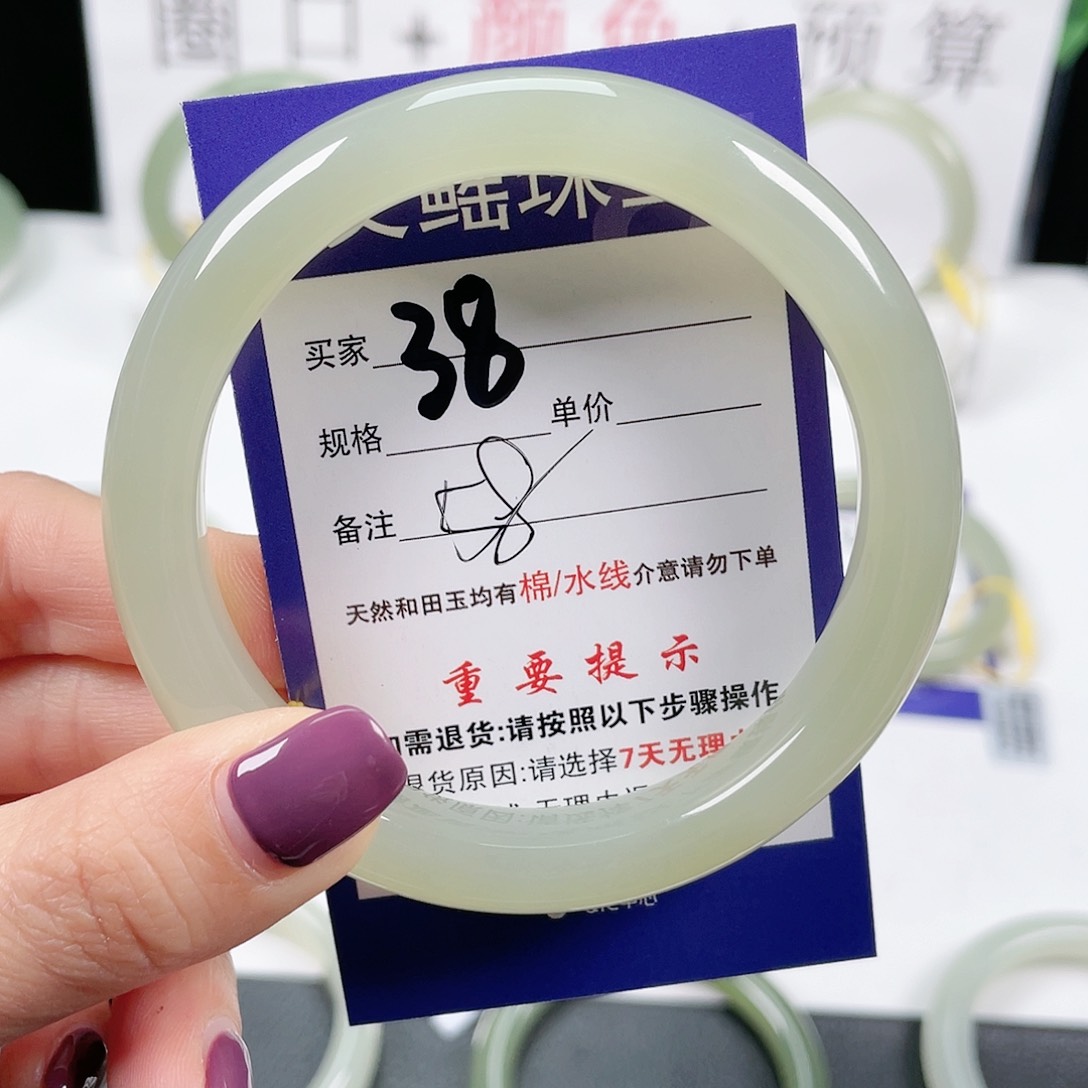 圈口+颜色+预算
买家 38
规格 单价
备注 58
天然和田玉均有棉/水线介意请勿下单
重要提示
需退货:请按照以下步骤操作
退货原因:请选择7天无理